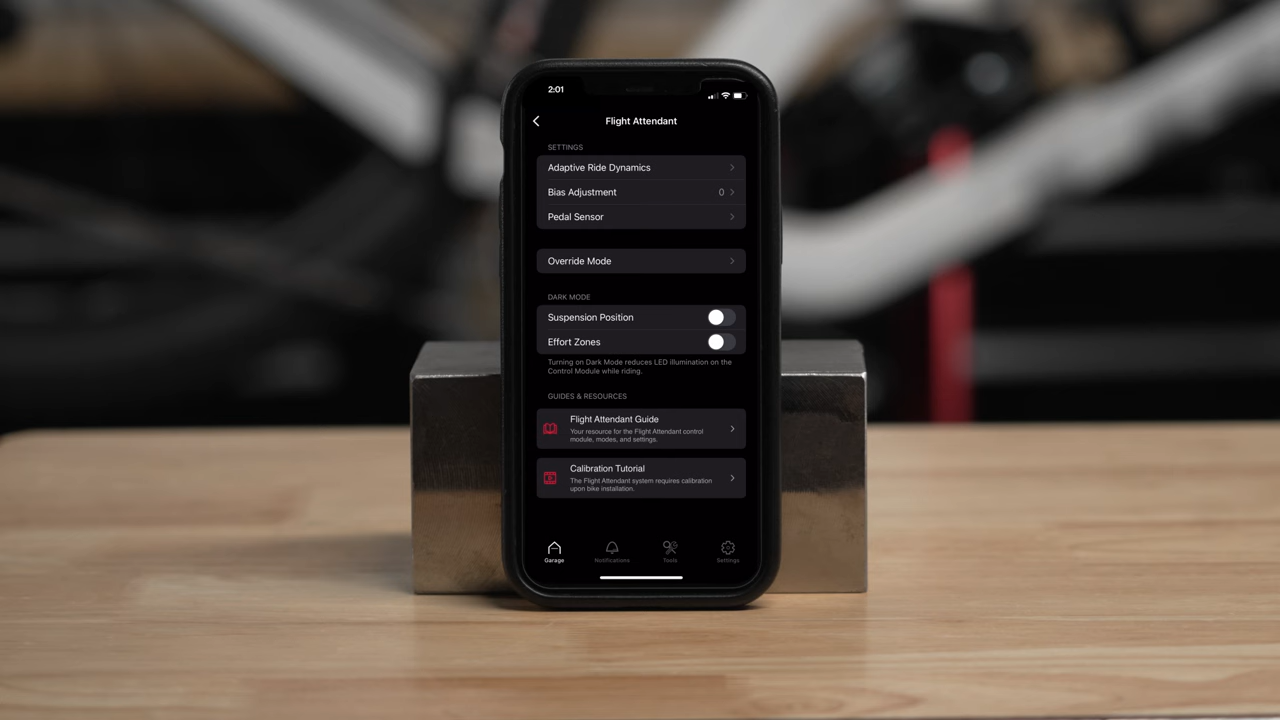 2:01
Flight Attendant
SETTINGS
Adaptive Ride Dynamics
Bias Adjustment 0
Pedal Sensor
Override Mode
DARK MODE
Suspension Position
Effort Zones
Turning on Dark Mode reduces LED illumination on the
Control Module while riding.
GUIDES & RESOURCES
Flight Attendant Guide
Your resource for the Flight Attendant control
module, modes, and settings.
Calibration Tutorial
The Flight Attendant system requires calibration
upon bike installation.
Garage Notifications Tools Settings